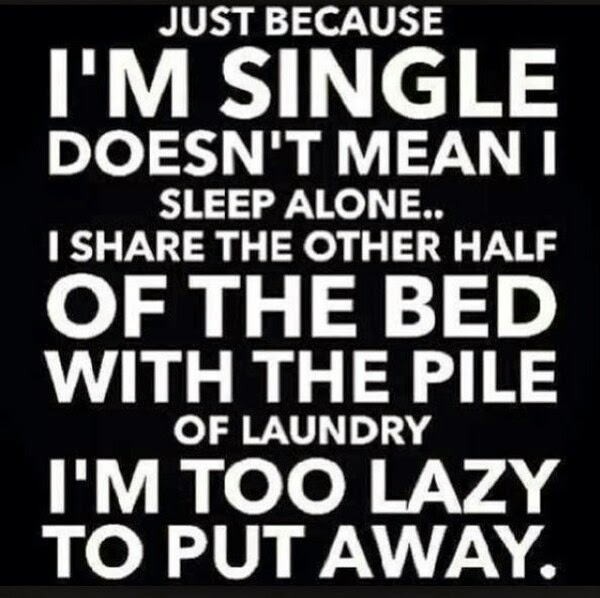 JUST BECAUSE
I'M SINGLE
DOESN'T MEAN I
SLEEP ALONE..
I SHARE THE OTHER HALF
OF THE BED
WITH THE PILE
OF LAUNDRY
I'M TOO LAZY
TO PUT AWAY.